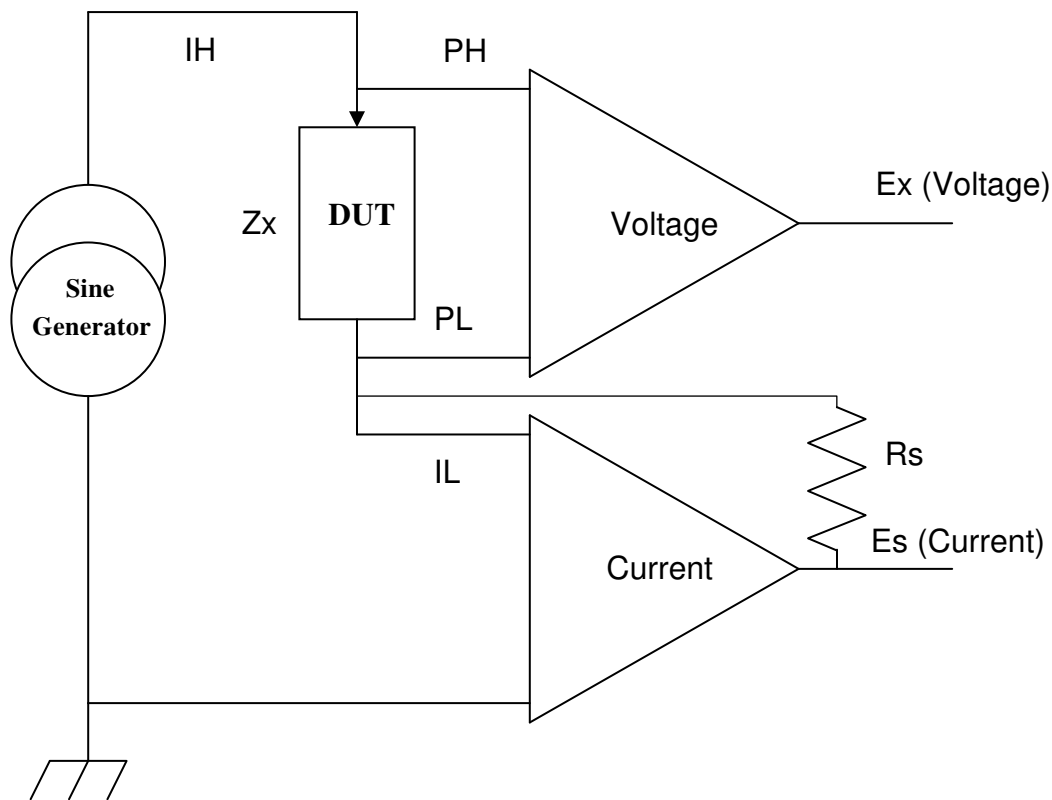 IH
PH
Ex (Voltage)
Zx
DUT
Voltage
Sine
Generator
PL
Rs
IL
Es (Current)
Current